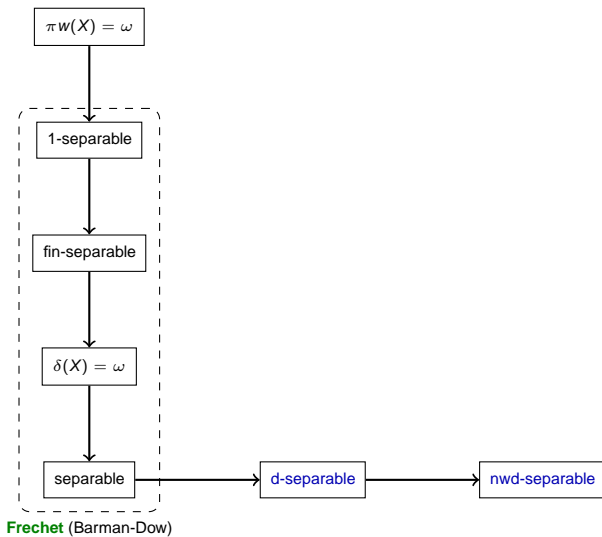 πw(X) = ω
1-separable
fin-separable
δ(X) = ω
separable
d-separable
nwd-separable
Frechet (Barman-Dow)